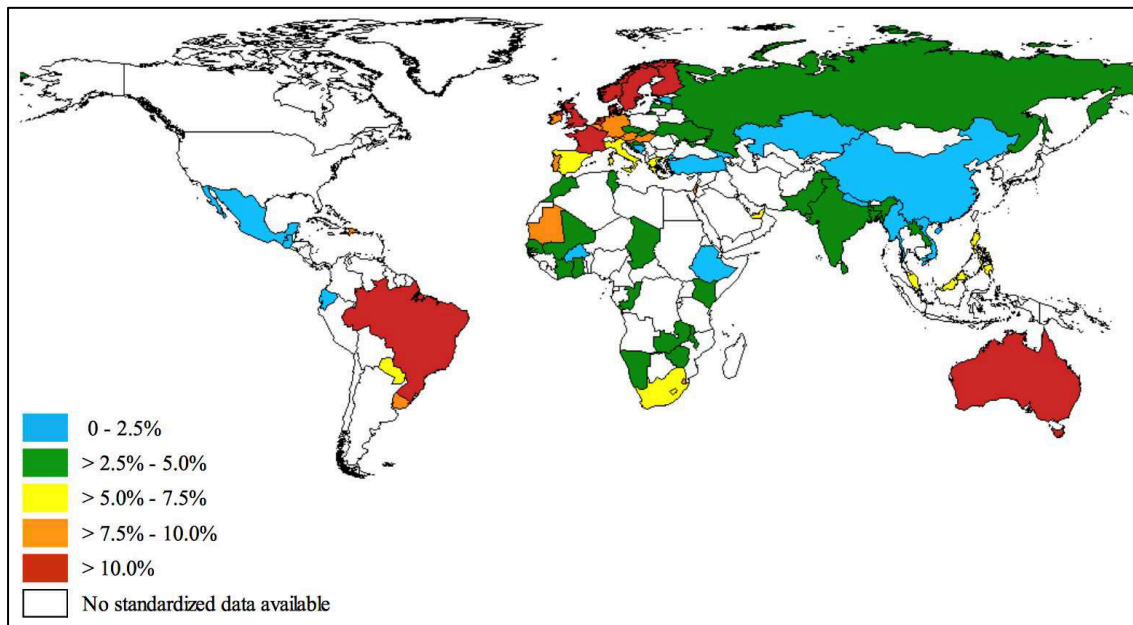 0 - 2.5%
> 2.5% - 5.0%
> 5.0% - 7.5%
> 7.5% - 10.0%
> 10.0%
No standardized data available